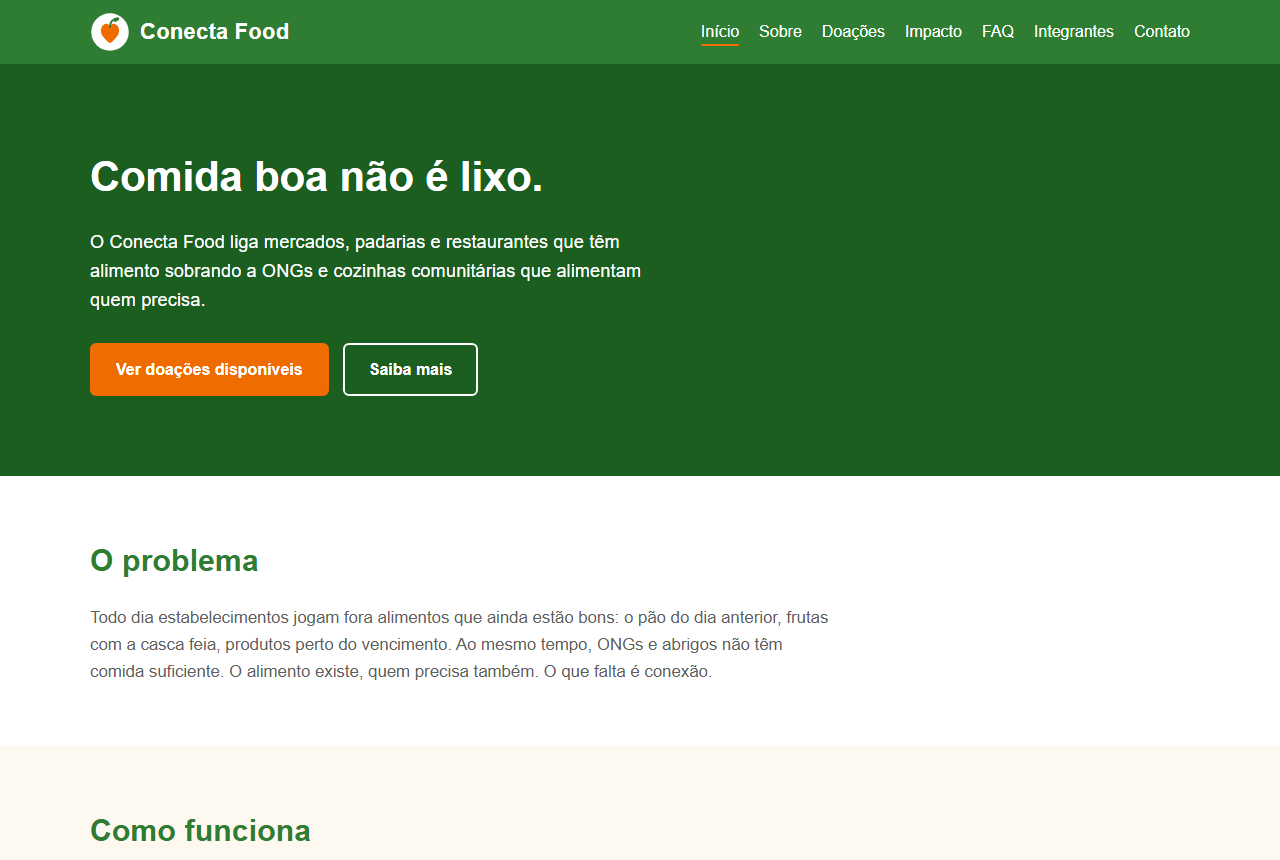 Conecta Food
Início Sobre Doações Impacto FAQ Integrantes Contato
Comida boa não é lixo.
O Conecta Food liga mercados, padarias e restaurantes que têm
alimento sobrando a ONGs e cozinhas comunitárias que alimentam
quem precisa.
Ver doações disponíveis Saiba mais
O problema
Todo dia estabelecimentos jogam fora alimentos que ainda estão bons: o pão do dia anterior, frutas
com a casca feia, produtos perto do vencimento. Ao mesmo tempo, ONGs e abrigos não têm
comida suficiente. O alimento existe, quem precisa também. O que falta é conexão.
Como funciona